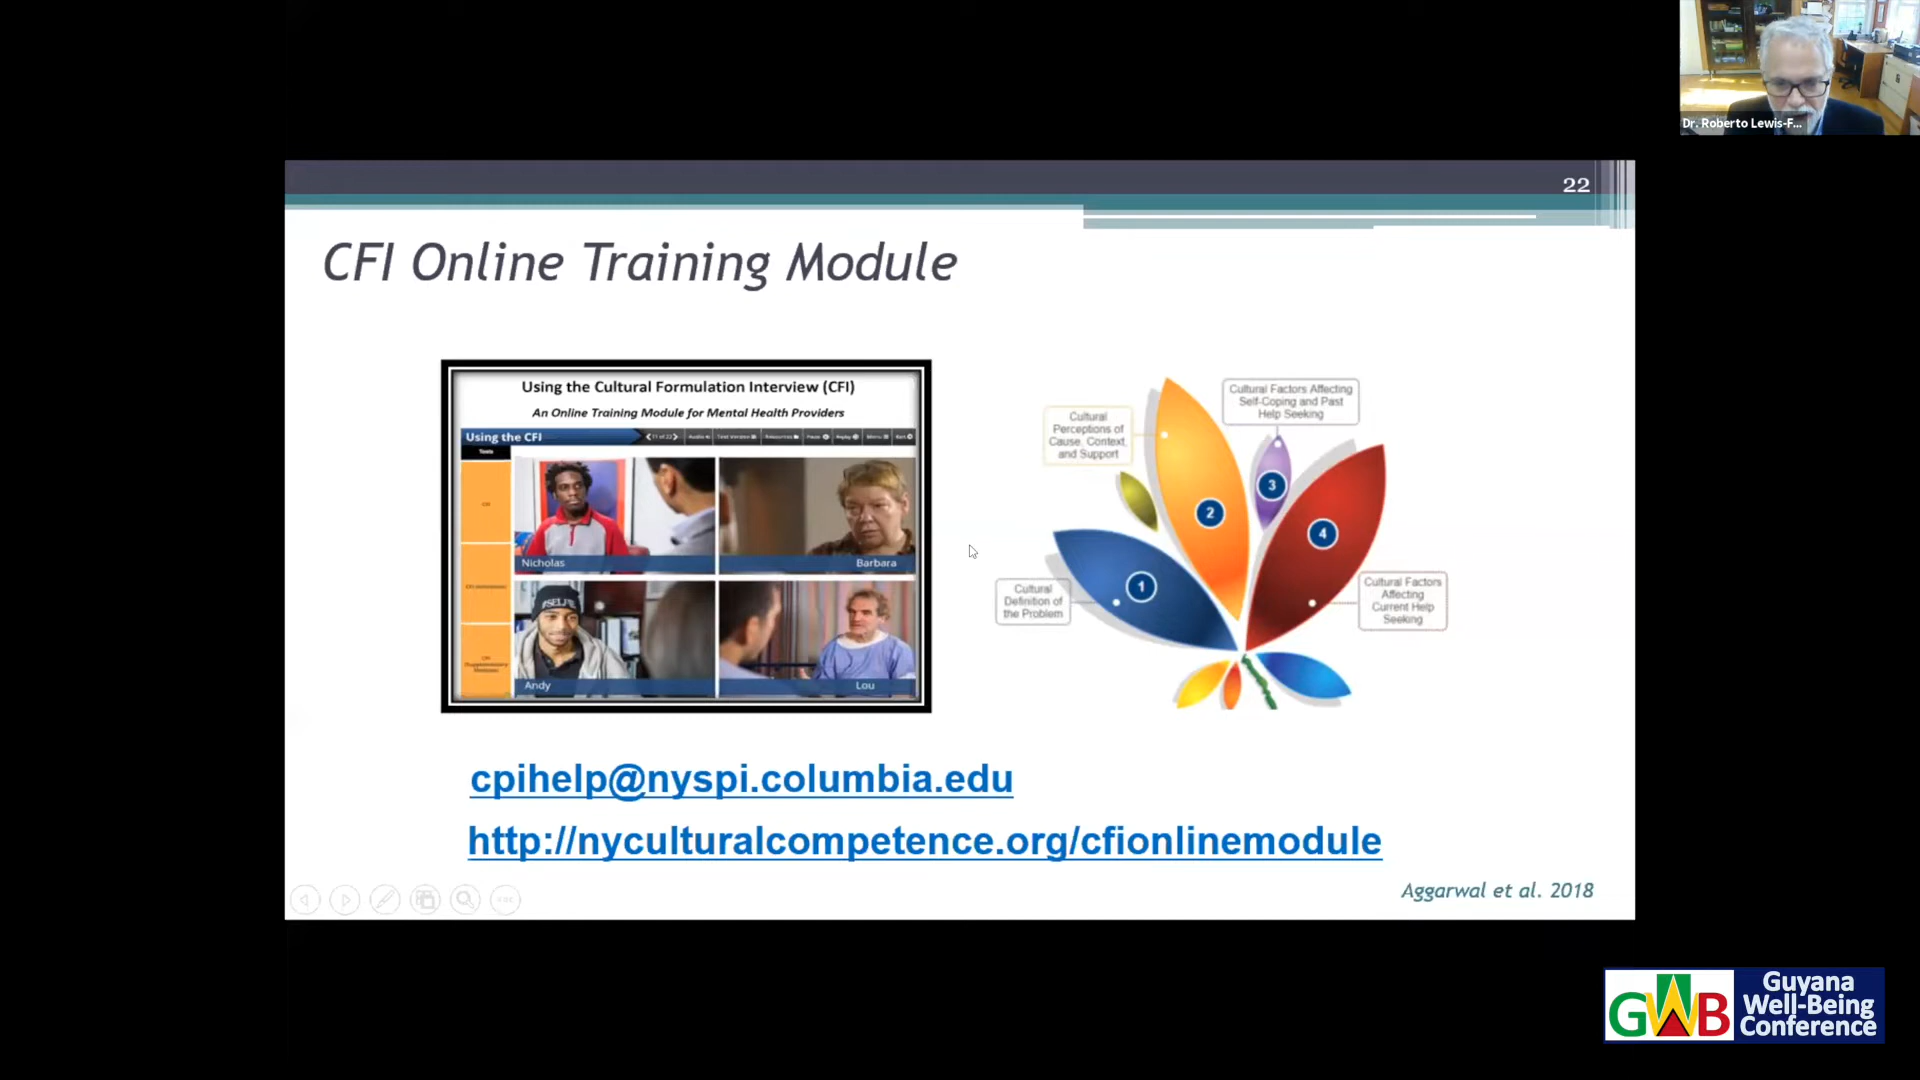 Dr. Roberto Lewis-F...
22
CFI Online Training Module
Using the Cultural Formulation Interview (CFI)
An Online Training Module for Mental Health Providers
Using the CFI
Nicholas
Barbara
Andy
Lou
Cultural
Perceptions of
Cause, Context,
and Support
Cultural Factors Affecting
Self-Coping and Past
Help Seeking
2
3
4
1
Cultural
Definition of
the Problem
Cultural Factors
Affecting
Current Help
Seeking
cpihelp@nyspi.columbia.edu
http://nyculturalcompetence.org/cfionlinemodule
Aggarwal et al. 2018
GWB
Guyana
Well-Being
Conference